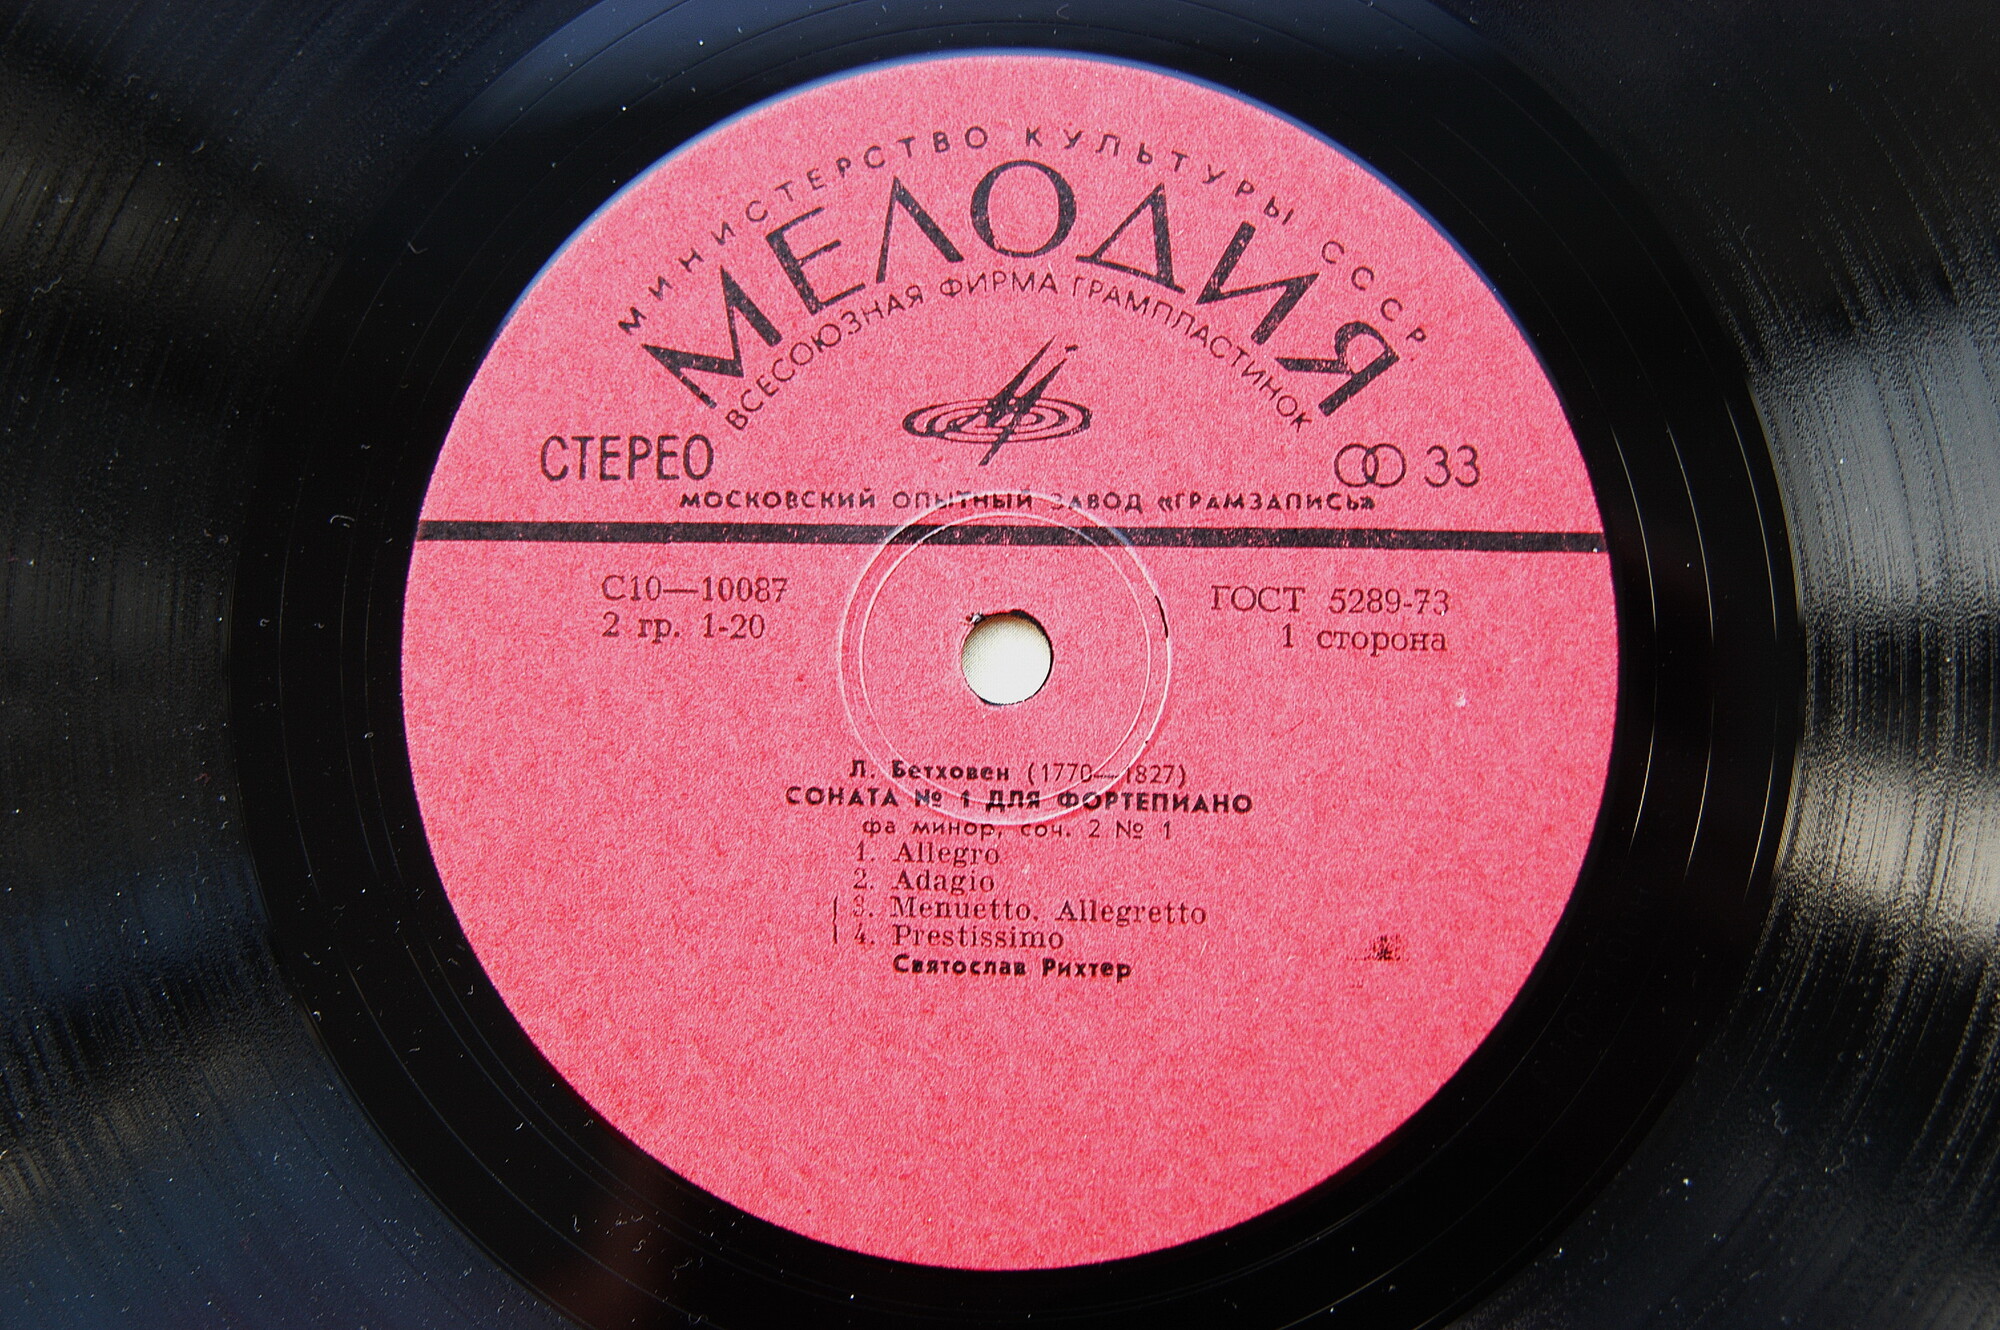 МИНИСТЕРСТВО КУЛЬТУРЫ СССР.
МЕЛОДИЯ
ВСЕСОЮЗНАЯ ФИРМА ГРАМПЛАСТИНОК
СТЕРЕО
33
МОСКОВСКИЙ ОПЫТНЫЙ ЗАВОД «ГРАМЗАПИСЬ»
С10—10087
2 гр. 1-20
ГОСТ 5289-73
1 сторона
Л. Бетховен (1770—1827)
СОНАТА № 1 ДЛЯ ФОРТЕПИАНО
фа минор, соч. 2 № 1
1. Allegro
2. Adagio
3. Menuetto. Allegretto
4. Prestissimo
Святослав Рихтер